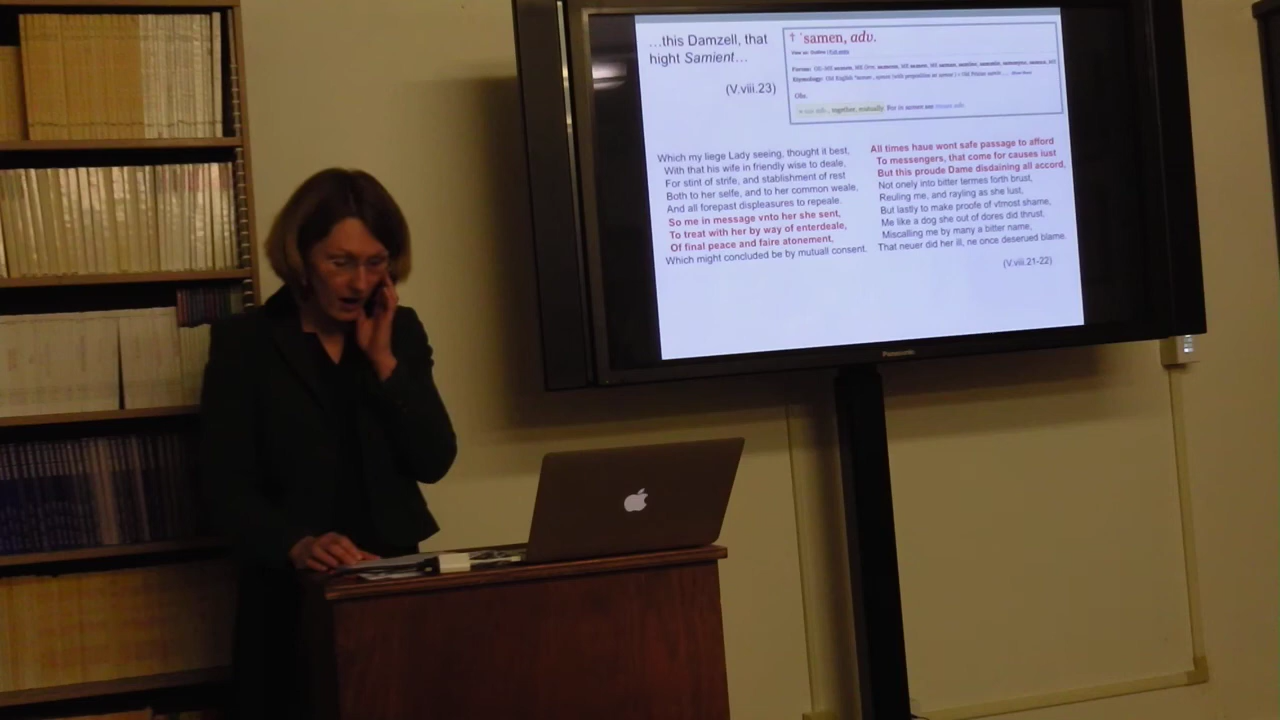 …this Damzell, that
hight Samient…
(V.viii.23)
† ˈsamen, adv.
Obs.
together, mutually.
Which my liege Lady seeing, thought it best,
With that his wife in friendly wise to deale,
For stint of strife, and stablishment of rest
Both to her selfe, and to her common weale,
And all forepast displeasures to repeale.
So me in message vnto her she sent,
To treat with her by way of enterdeale,
Of final peace and faire atonement,
Which might concluded be by mutuall consent.
All times haue wont safe passage to afford
To messengers, that come for causes iust
But this proude Dame disdaining all accord,
Not onely into bitter termes forth brust,
Reuling me, and rayling as she lust,
But lastly to make proofe of vtmost shame,
Me like a dog she out of dores did thrust,
Miscalling me by many a bitter name,
That neuer did her ill, ne once deserued blame.
(V.viii.21-22)
Panasonic